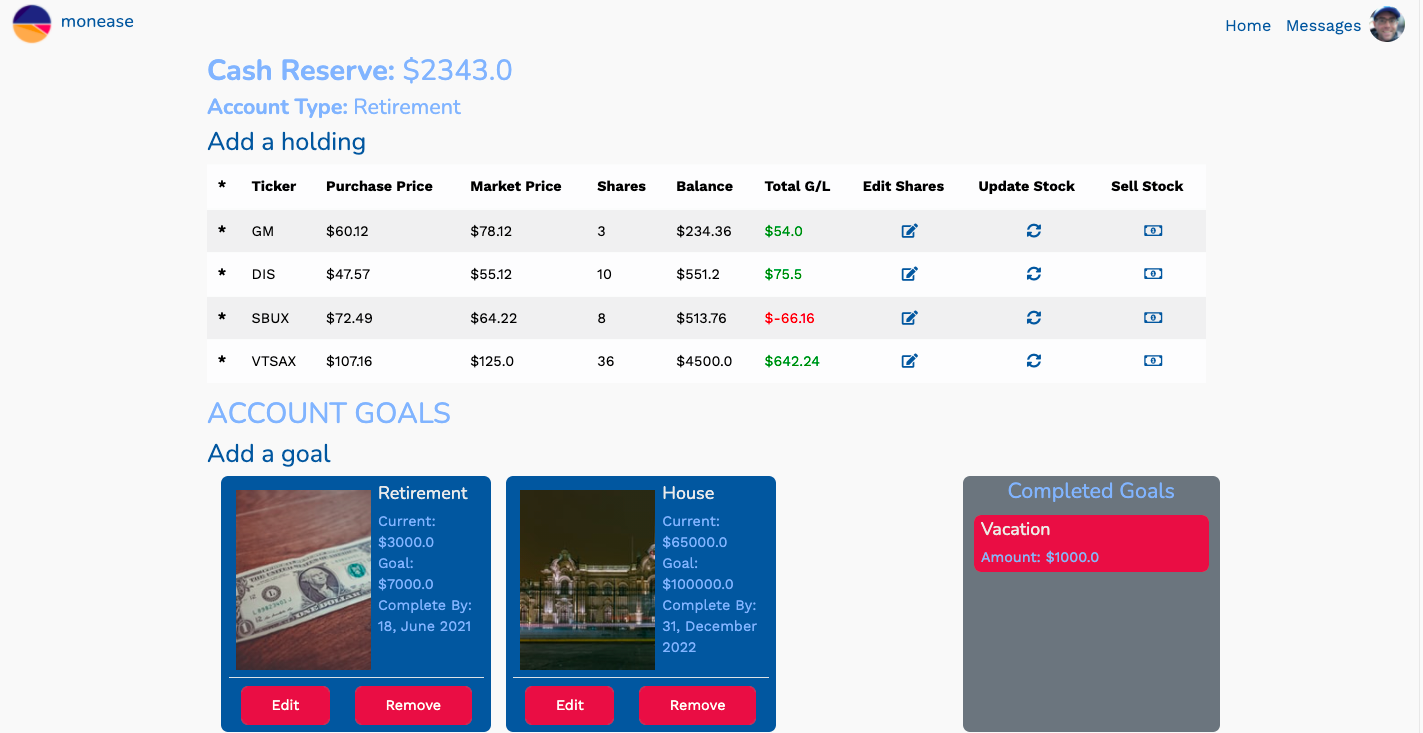 monease
Home Messages
Cash Reserve: $2343.0
Account Type: Retirement
Add a holding
* Ticker Purchase Price Market Price Shares Balance Total G/L Edit Shares Update Stock Sell Stock
* GM $60.12 $78.12 3 $234.36 $54.0
* DIS $47.57 $55.12 10 $551.2 $75.5
* SBUX $72.49 $64.22 8 $513.76 $-66.16
* VTSAX $107.16 $125.0 36 $4500.0 $642.24
ACCOUNT GOALS
Add a goal
Retirement
Current:
$3000.0
Goal:
$7000.0
Complete By:
18, June 2021
Edit Remove
House
Current:
$65000.0
Goal:
$100000.0
Complete By:
31, December
2022
Edit Remove
Completed Goals
Vacation
Amount: $1000.0